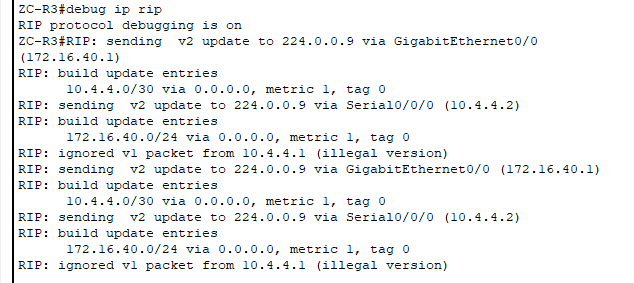 ZC-R3#debug ip rip
RIP protocol debugging is on
ZC-R3#RIP: sending  v2 update to 224.0.0.9 via GigabitEthernet0/0
(172.16.40.1)
RIP: build update entries
      10.4.4.0/30 via 0.0.0.0, metric 1, tag 0
RIP: sending  v2 update to 224.0.0.9 via Serial0/0/0 (10.4.4.2)
RIP: build update entries
      172.16.40.0/24 via 0.0.0.0, metric 1, tag 0
RIP: ignored v1 packet from 10.4.4.1 (illegal version)
RIP: sending  v2 update to 224.0.0.9 via GigabitEthernet0/0 (172.16.40.1)
RIP: build update entries
      10.4.4.0/30 via 0.0.0.0, metric 1, tag 0
RIP: sending  v2 update to 224.0.0.9 via Serial0/0/0 (10.4.4.2)
RIP: build update entries
      172.16.40.0/24 via 0.0.0.0, metric 1, tag 0
RIP: ignored v1 packet from 10.4.4.1 (illegal version)